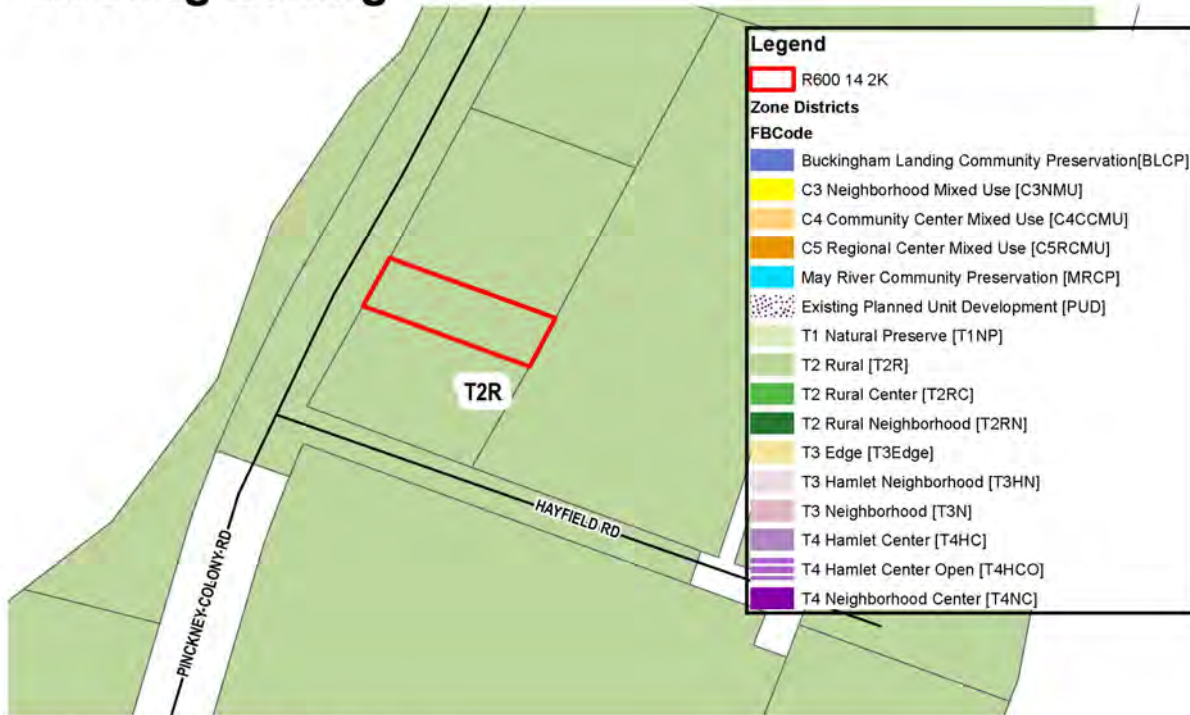 Legend
R600 14 2K
Zone Districts
FBCode
Buckingham Landing Community Preservation[BLCP]
C3 Neighborhood Mixed Use [C3NMU]
C4 Community Center Mixed Use [C4CCMU]
C5 Regional Center Mixed Use [C5RCMU]
May River Community Preservation [MRCP]
Existing Planned Unit Development [PUD]
T1 Natural Preserve [T1NP]
T2 Rural [T2R]
T2 Rural Center [T2RC]
T2 Rural Neighborhood [T2RN]
T3 Edge [T3Edge]
T3 Hamlet Neighborhood [T3HN]
T3 Neighborhood [T3N]
T4 Hamlet Center [T4HC]
T4 Hamlet Center Open [T4HCO]
T4 Neighborhood Center [T4NC]
T2R
HAYFIELD RD
PINCKNEY-COLONY-RD